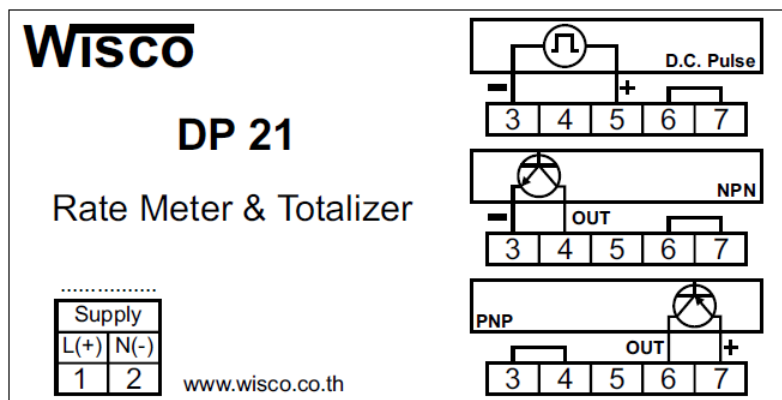 WISCO
DP 21
Rate Meter & Totalizer
................
Supply
L(+) N(-)
1 2
www.wisco.co.th
D.C. Pulse
- +
3 4 5 6 7
NPN
- OUT
3 4 5 6 7
PNP
OUT +
3 4 5 6 7